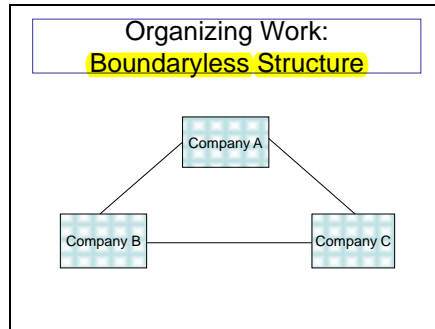 Organizing Work:
Boundaryless Structure
Company A
Company B
Company C